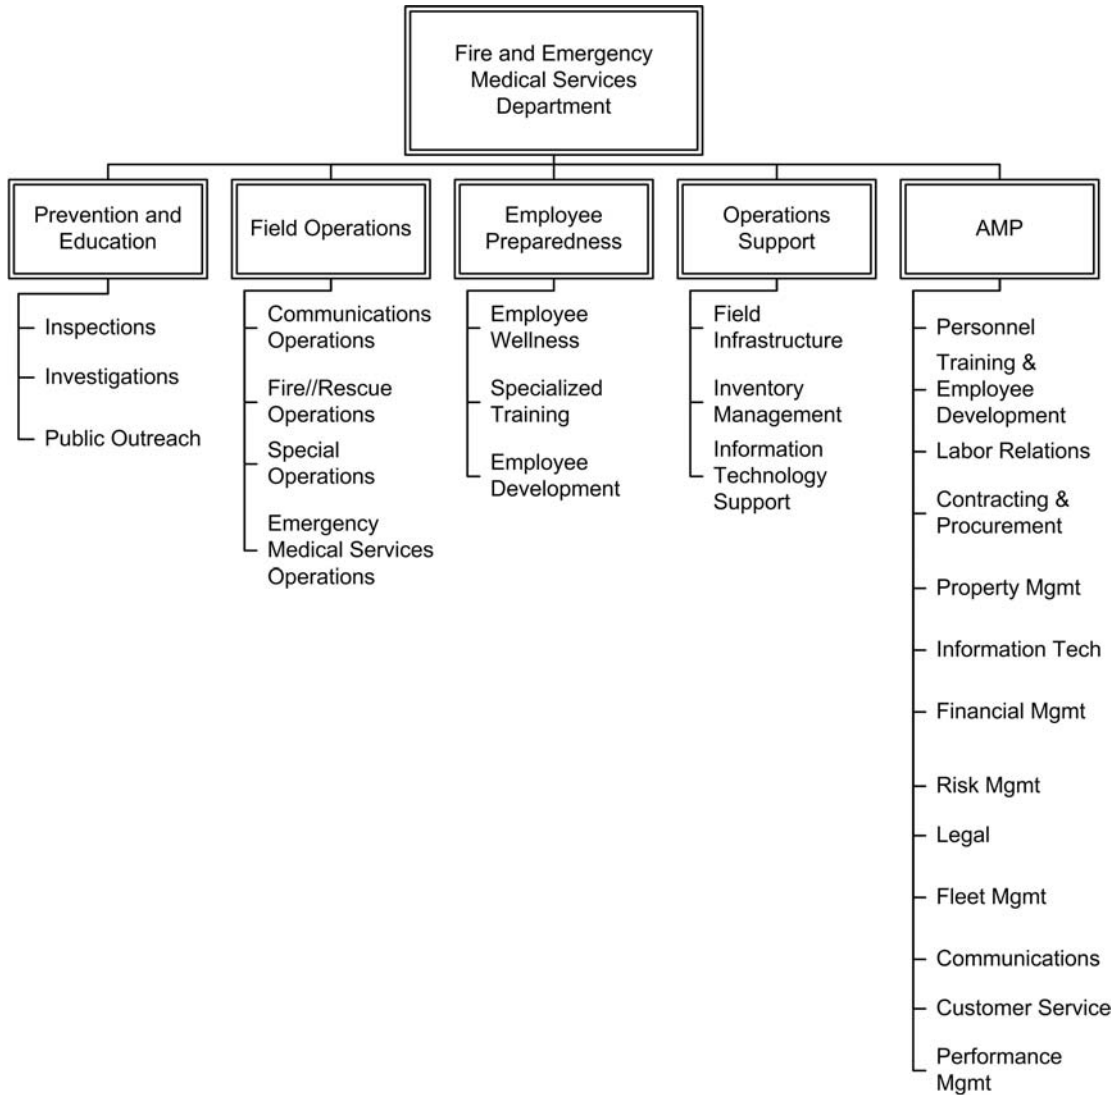 Fire and Emergency
Medical Services
Department
Prevention and
Education
Field Operations
Employee
Preparedness
Operations
Support
AMP
Inspections
Investigations
Public Outreach
Communications
Operations
Fire//Rescue
Operations
Special
Operations
Emergency
Medical Services
Operations
Employee
Wellness
Specialized
Training
Employee
Development
Field
Infrastructure
Inventory
Management
Information
Technology
Support
Personnel
Training &
Employee
Development
Labor Relations
Contracting &
Procurement
Property Mgmt
Information Tech
Financial Mgmt
Risk Mgmt
Legal
Fleet Mgmt
Communications
Customer Service
Performance
Mgmt